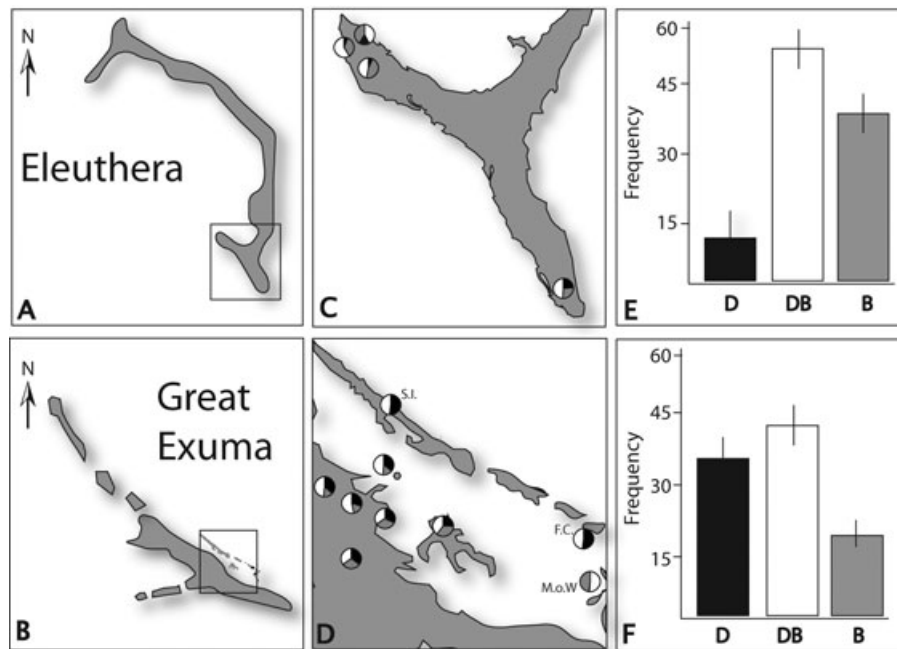 N
Eleuthera
A
C
60
45
30
15
Frequency
D DB B
E
N
Great
Exuma
B
S.I.
F.C.
M.o.W
D
60
45
30
15
Frequency
D DB B
F